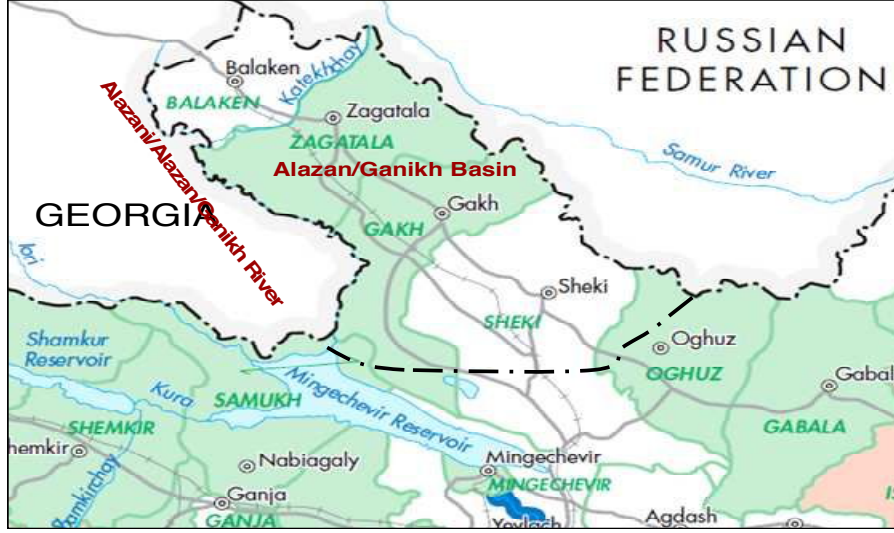 RUSSIAN
FEDERATION
Balaken
Katekhchay
BALAKEN
Zagatala
ZAGATALA
Alazani/Alazan/Ganikh River
Alazan/Ganikh Basin
Samur River
GEORGIA
Gakh
GAKH
Iori
Sheki
SHEKI
Shamkur
Reservoir
Oghuz
OGHUZ
Gabal
Kura
SAMUKH
Mingechevir Reservoir
SHEMKIR
GABALA
hemkir
Nabiagaly
Mingechevir
MINGECHEVIR
hamkirchay
Ganja
GANJA
Yevlach
Agdash